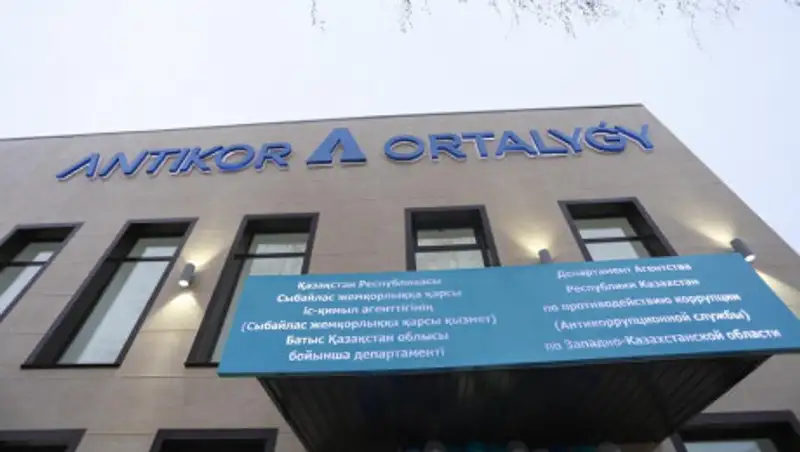 ANTIKOR ORTALYǴY
Қазақстан Республикасы
Сыбайлас жемқорлыққа қарсы
іс-қимыл агенттігінің
(Сыбайлас жемқорлыққа қарсы қызмет)
Батыс Қазақстан облысы
бойынша департаменті
Департамент Агентства
Республики Казахстан
по противодействию коррупции
(Антикоррупционной службы)
по Западно-Казахстанской области